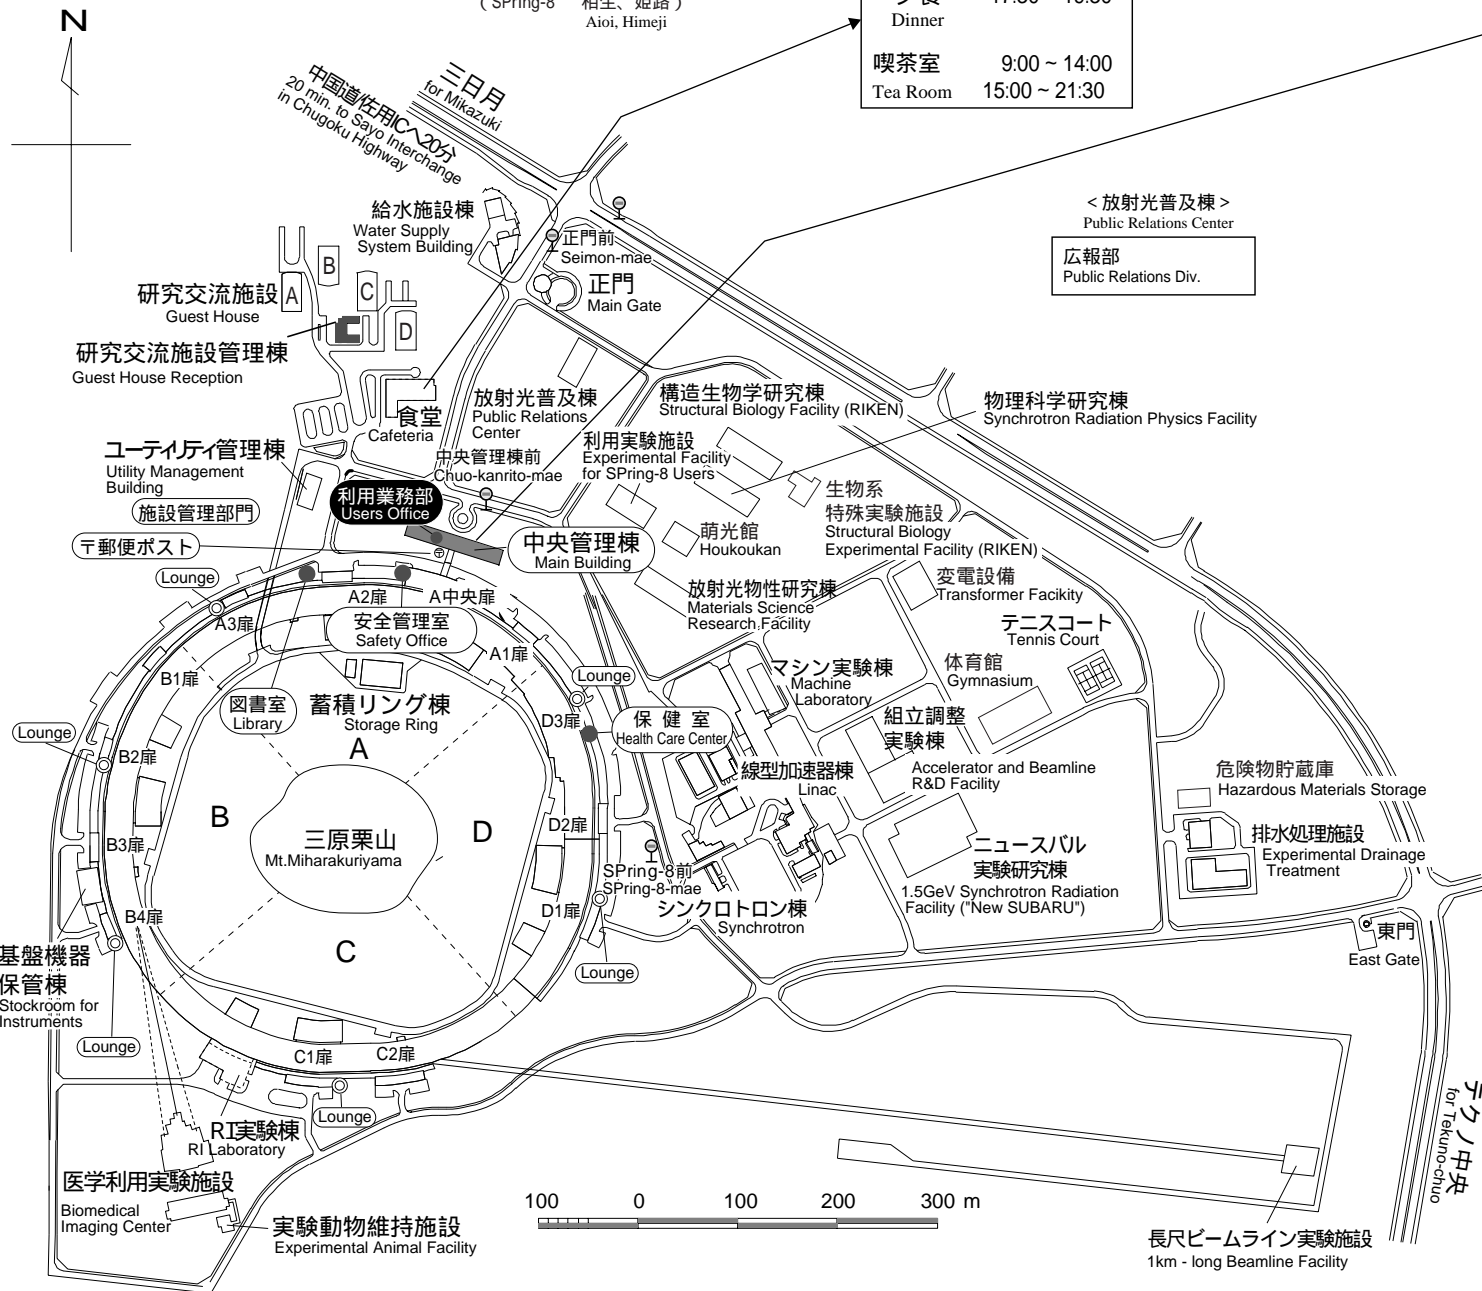 （SPring-8 相生、姫路）
Aioi, Himeji
Dinner
喫茶室 9:00 ~ 14:00
Tea Room 15:00 ~ 21:30
N
三日月
for Mikazuki
中国道/佐用ICへ20分
20 min. to Sayo Interchange
in Chugoku Highway
給水施設棟
Water Supply
System Building
正門前
Seimon-mae
正門
Main Gate
<放射光普及棟>
Public Relations Center
広報部
Public Relations Div.
A
B
C
D
研究交流施設
Guest House
研究交流施設管理棟
Guest House Reception
食堂
Cafeteria
放射光普及棟
Public Relations
Center
構造生物学研究棟
Structural Biology Facility (RIKEN)
物理科学研究棟
Synchrotron Radiation Physics Facility
利用実験施設
Experimental Facility
for SPring-8 Users
ユーティリティ管理棟
Utility Management
Building
施設管理部門
中央管理棟前
Chuo-kanrito-mae
利用業務部
Users Office
〒郵便ポスト
中央管理棟
Main Building
萌光館
Houkoukan
生物系
特殊実験施設
Structural Biology
Experimental Facility (RIKEN)
放射光物性研究棟
Materials Science
Research Facility
変電設備
Transformer Facikity
テニスコート
Tennis Court
体育館
Gymnasium
マシン実験棟
Machine
Laboratory
組立調整
実験棟
Accelerator and Beamline
R&D Facility
Lounge
A2扉
A中央扉
A3扉
安全管理室
Safety Office
A1扉
Lounge
B1扉
図書室
Library
蓄積リング棟
Storage Ring
D3扉
保健室
Health Care Center
Lounge
B2扉
A
B
D
C
三原栗山
Mt.Miharakuriyama
線型加速器棟
Linac
D2扉
B3扉
SPring-8前
SPring-8-mae
シンクロトロン棟
Synchrotron
ニュースバル
実験研究棟
1.5GeV Synchrotron Radiation
Facility ("New SUBARU")
危険物貯蔵庫
Hazardous Materials Storage
排水処理施設
Experimental Drainage
Treatment
東門
East Gate
B4扉
D1扉
Lounge
基盤機器
保管棟
Stockroom for
Instruments
Lounge
C1扉
C2扉
Lounge
RI実験棟
RI Laboratory
医学利用実験施設
Biomedical
Imaging Center
実験動物維持施設
Experimental Animal Facility
100 0 100 200 300 m
長尺ビームライン実験施設
1km - long Beamline Facility
テクノ中央
for Tekuno-chuo